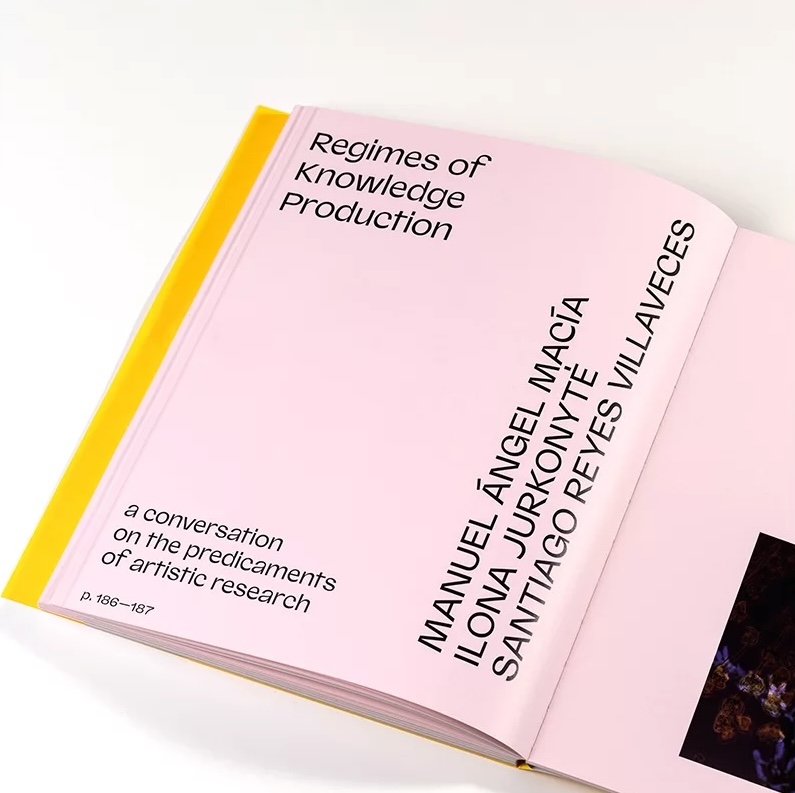 Regimes of
Knowledge
Production
MANUEL ÁNGEL MACÍA
ILONA JURKONYTĖ
SANTIAGO REYES VILLAVECES
a conversation
on the predicaments
of artistic research
p. 186—187